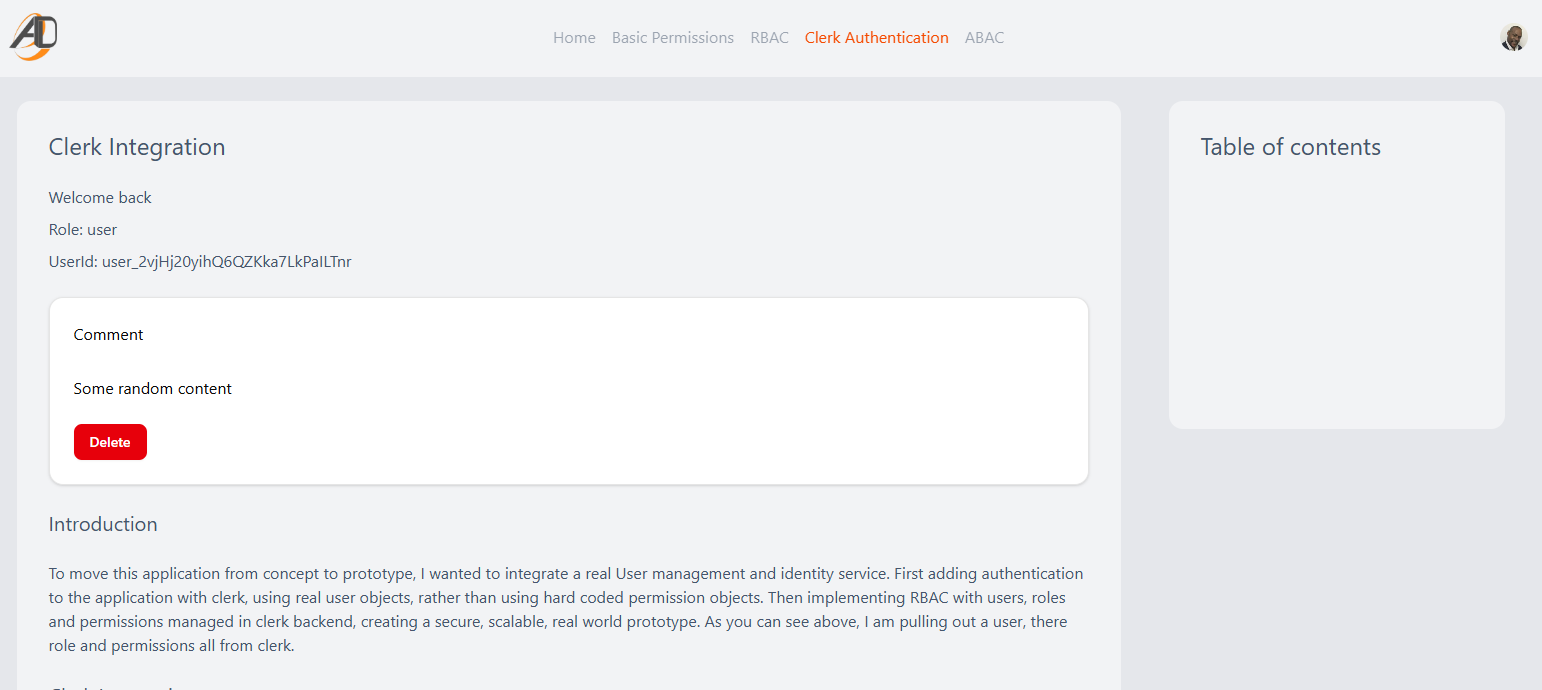 AD
Home Basic Permissions RBAC Clerk Authentication ABAC
Clerk Integration
Welcome back
Role: user
UserId: user_2vjHj20yihQ6QZKka7LkPaILTnr
Comment
Some random content
Delete
Introduction
To move this application from concept to prototype, I wanted to integrate a real User management and identity service. First adding authentication
to the application with clerk, using real user objects, rather than using hard coded permission objects. Then implementing RBAC with users, roles
and permissions managed in clerk backend, creating a secure, scalable, real world prototype. As you can see above, I am pulling out a user, there
role and permissions all from clerk.
Table of contents